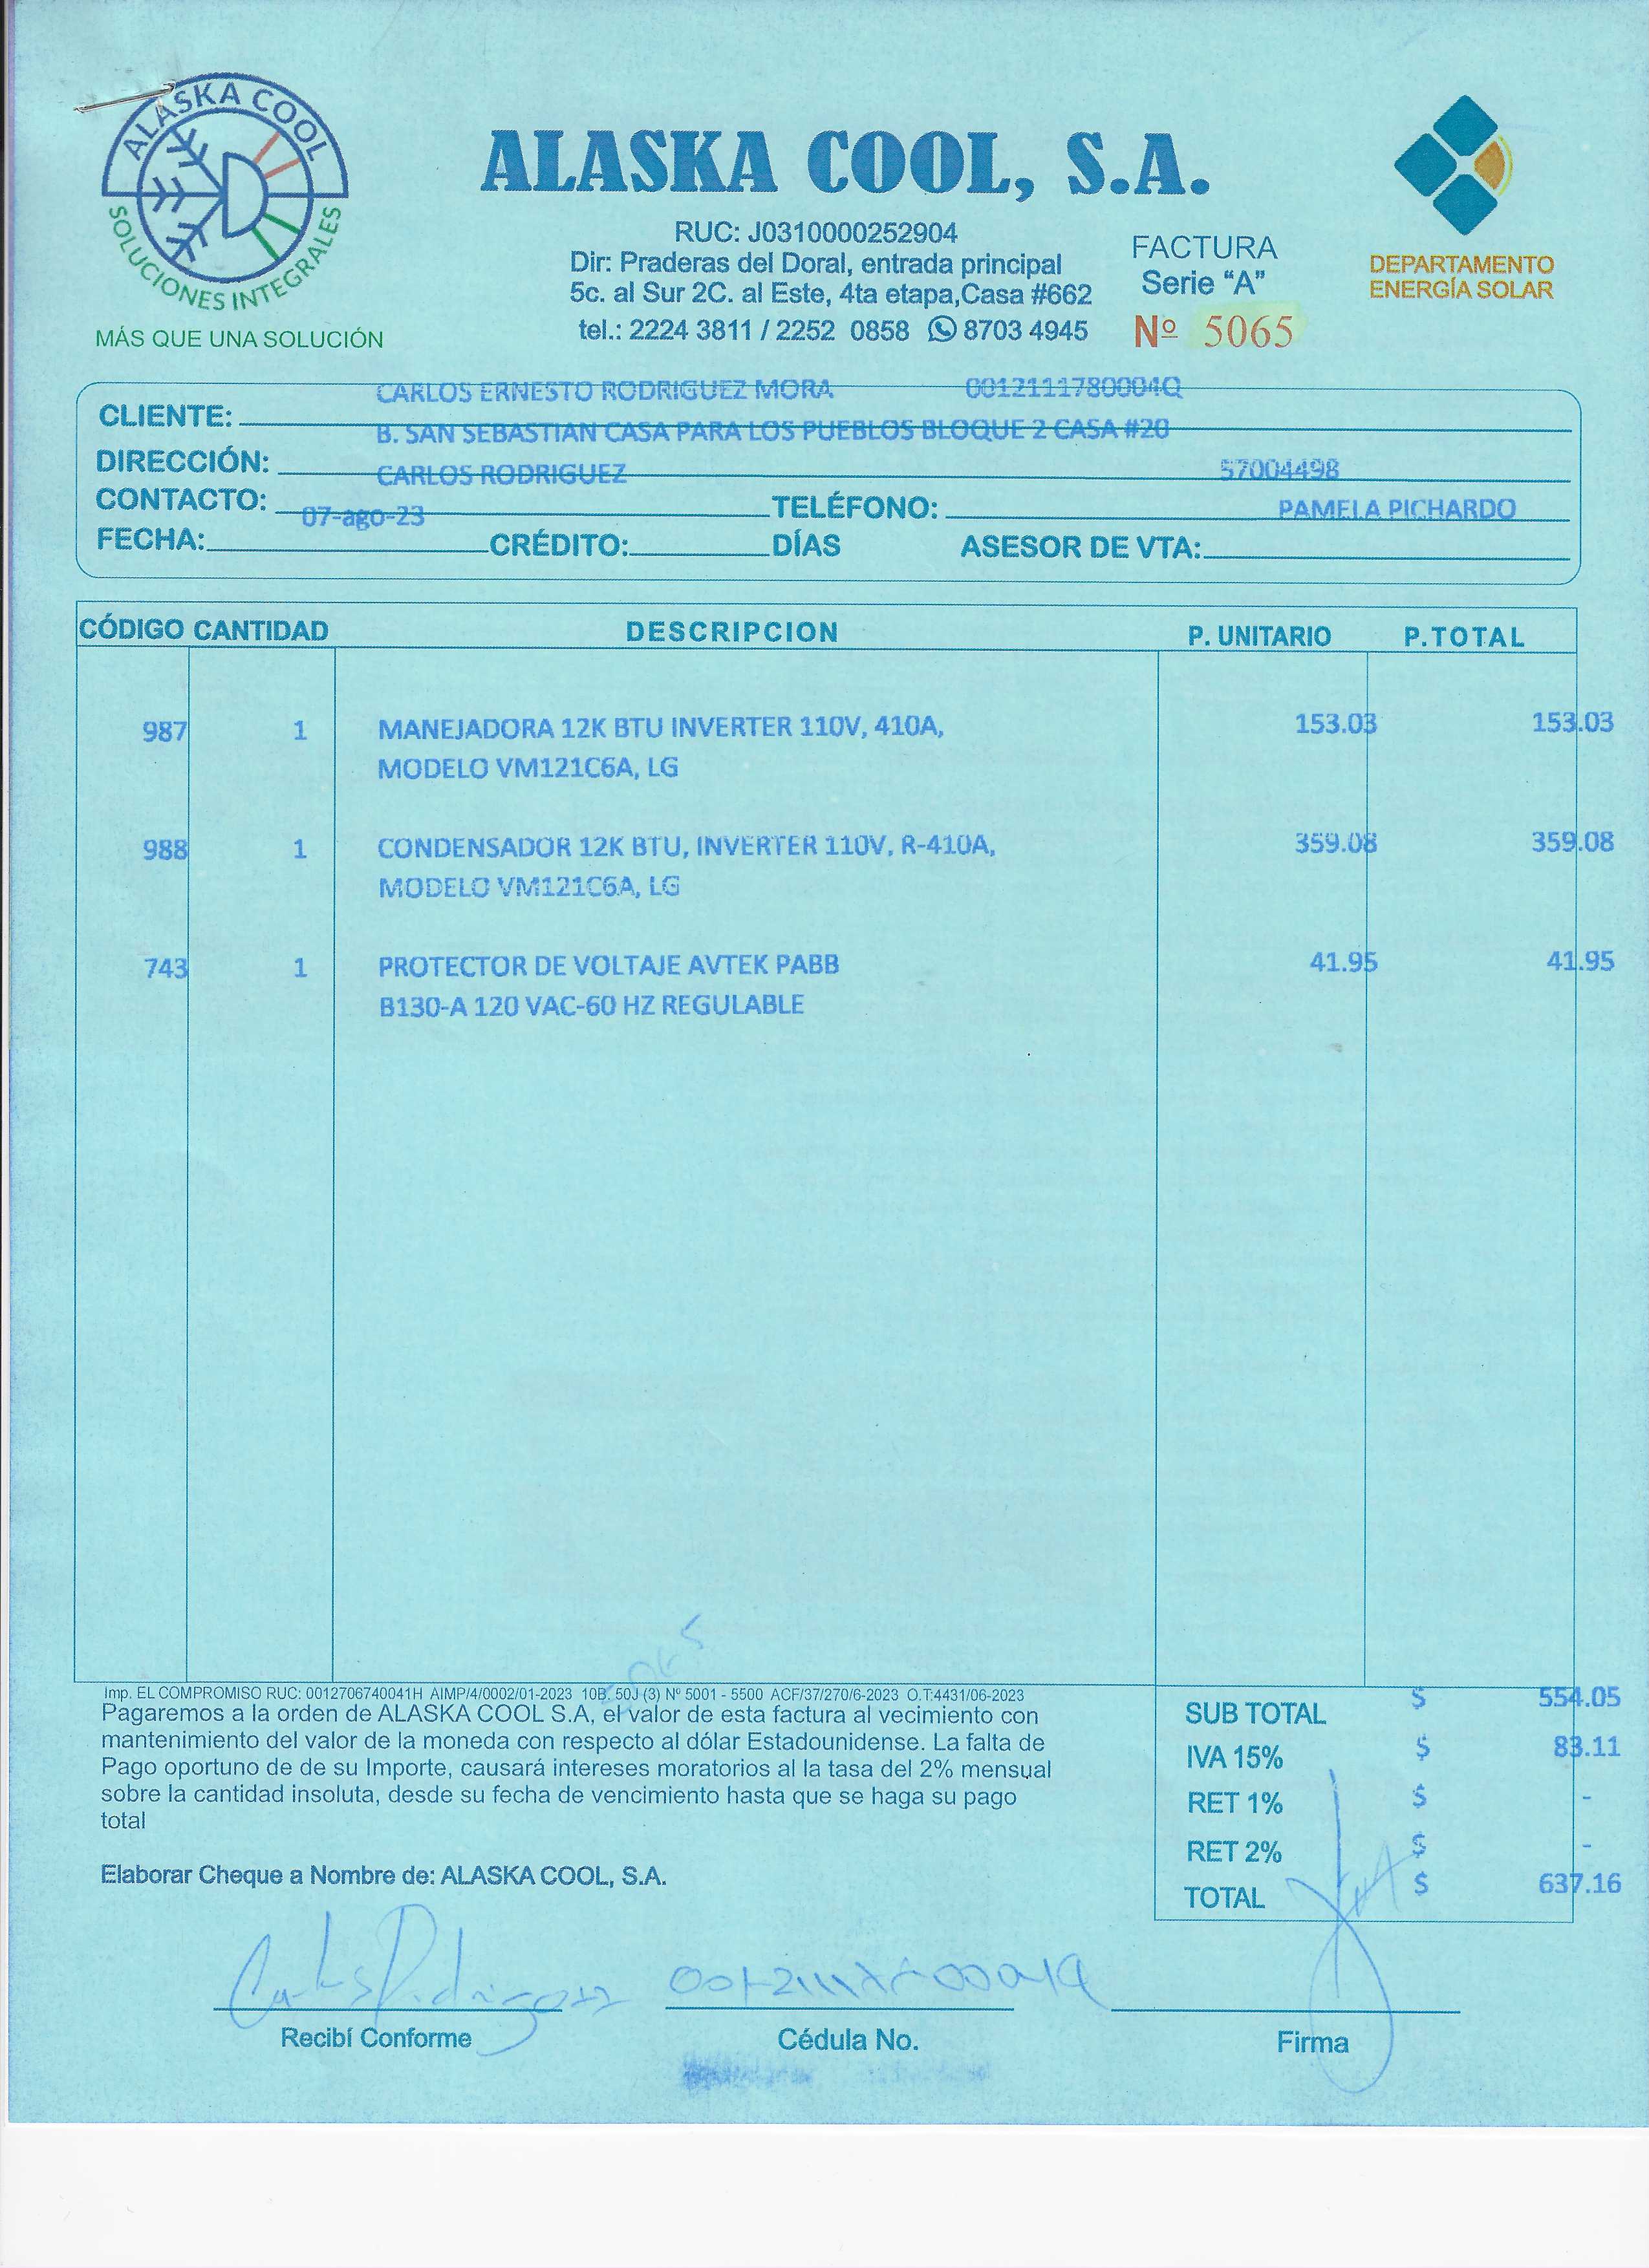 ALASKA COOL
SOLUCIONES INTEGRALES
MÁS QUE UNA SOLUCIÓN
ALASKA COOL, S.A.
RUC: J0310000252904
Dir: Praderas del Doral, entrada principal
5c. al Sur 2C. al Este, 4ta etapa,Casa #662
tel.: 2224 3811 / 2252 0858 8703 4945
FACTURA
Serie "A"
Nº 5065
DEPARTAMENTO
ENERGÍA SOLAR
CLIENTE: CARLOS ERNESTO RODRIGUEZ MORA 0012111780004Q
DIRECCIÓN: B. SAN SEBASTIAN CASA PARA LOS PUEBLOS BLOQUE 2 CASA #20
CONTACTO: CARLOS RODRIGUEZ TELÉFONO: 57004498
FECHA: 07-ago-23 CRÉDITO: DÍAS ASESOR DE VTA: PAMELA PICHARDO
CÓDIGO CANTIDAD DESCRIPCION P. UNITARIO P.TOTAL
987 1 MANEJADORA 12K BTU INVERTER 110V, 410A, 153.03 153.03
MODELO VM121C6A, LG
988 1 CONDENSADOR 12K BTU, INVERTER 110V, R-410A, 359.08 359.08
MODELO VM121C6A, LG
743 1 PROTECTOR DE VOLTAJE AVTEK PABB 41.95 41.95
B130-A 120 VAC-60 HZ REGULABLE
Imp. EL COMPROMISO RUC: 0012706740041H AIMP/4/0002/01-2023 10B. 50J (3) Nº 5001 - 5500 ACF/37/270/6-2023 O.T:4431/06-2023
Pagaremos a la orden de ALASKA COOL S.A, el valor de esta factura al vecimiento con
mantenimiento del valor de la moneda con respecto al dólar Estadounidense. La falta de
Pago oportuno de de su Importe, causará intereses moratorios al la tasa del 2% mensual
sobre la cantidad insoluta, desde su fecha de vencimiento hasta que se haga su pago
total
Elaborar Cheque a Nombre de: ALASKA COOL, S.A.
SUB TOTAL $ 554.05
IVA 15% $ 83.11
RET 1% $ -
RET 2% $ -
TOTAL $ 637.16
Carlos Rodriguez
Recibí Conforme
Cédula No.
Firma